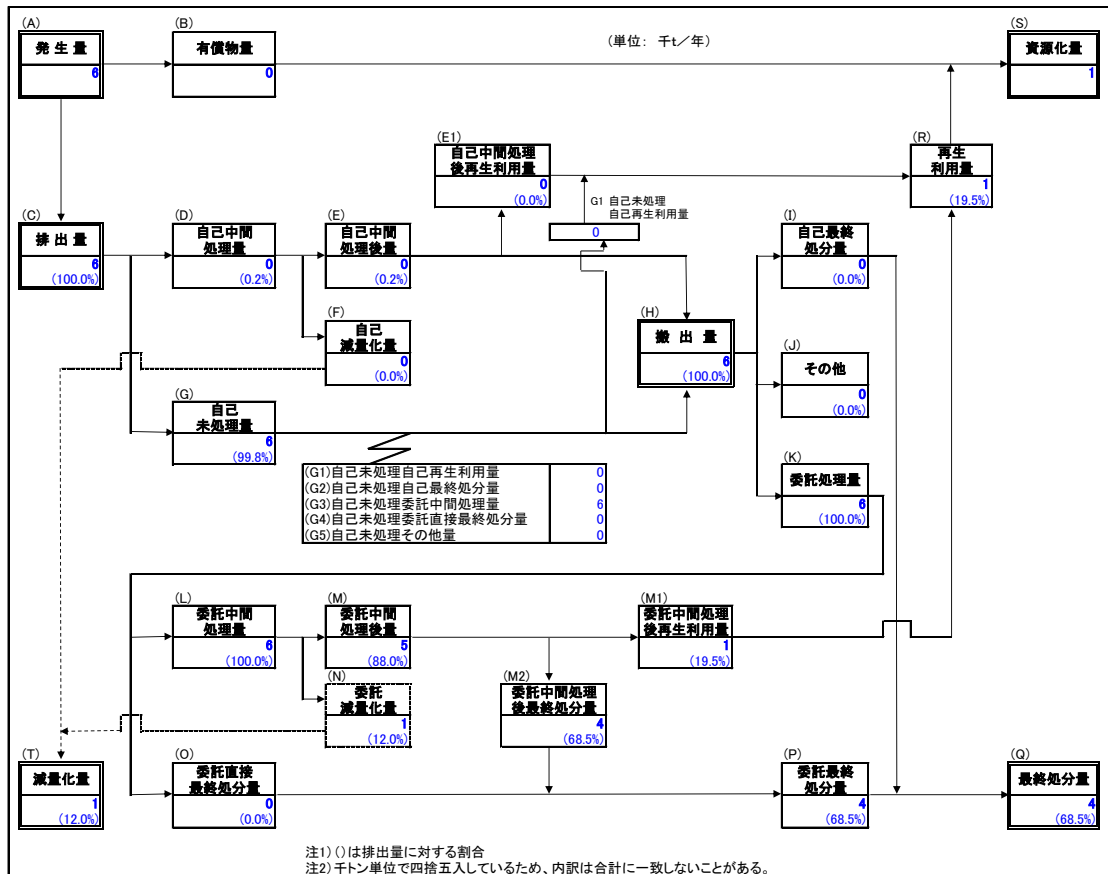 (A)
発生量
6
(B)
有償物量
0
(単位: 千t/年)
(S)
資源化量
1
(E1)
自己中間処理
後再生利用量
0
(0.0%)
G1 自己未処理
自己再生利用量
0
(R)
再生
利用量
1
(19.5%)
(C)
排出量
6
(100.0%)
(D)
自己中間
処理量
0
(0.2%)
(E)
自己中間
処理後量
0
(0.2%)
(I)
自己最終
処分量
0
(0.0%)
(F)
自己
減量化量
0
(0.0%)
(H)
搬出量
6
(100.0%)
(J)
その他
0
(0.0%)
(G)
自己
未処理量
6
(99.8%)
(G1)自己未処理自己再生利用量 0
(G2)自己未処理自己最終処分量 0
(G3)自己未処理委託中間処理量 6
(G4)自己未処理委託直接最終処分量 0
(G5)自己未処理その他量 0
(K)
委託処理量
6
(100.0%)
(L)
委託中間
処理量
6
(100.0%)
(M)
委託中間
処理後量
5
(88.0%)
(M1)
委託中間処理
後再生利用量
1
(19.5%)
(N)
委託
減量化量
1
(12.0%)
(M2)
委託中間処理
後最終処分量
4
(68.5%)
(T)
減量化量
1
(12.0%)
(O)
委託直接
最終処分量
0
(0.0%)
(P)
委託最終
処分量
4
(68.5%)
(Q)
最終処分量
4
(68.5%)
注1)()は排出量に対する割合
注2)千トン単位で四捨五入しているため、内訳は合計に一致しないことがある。